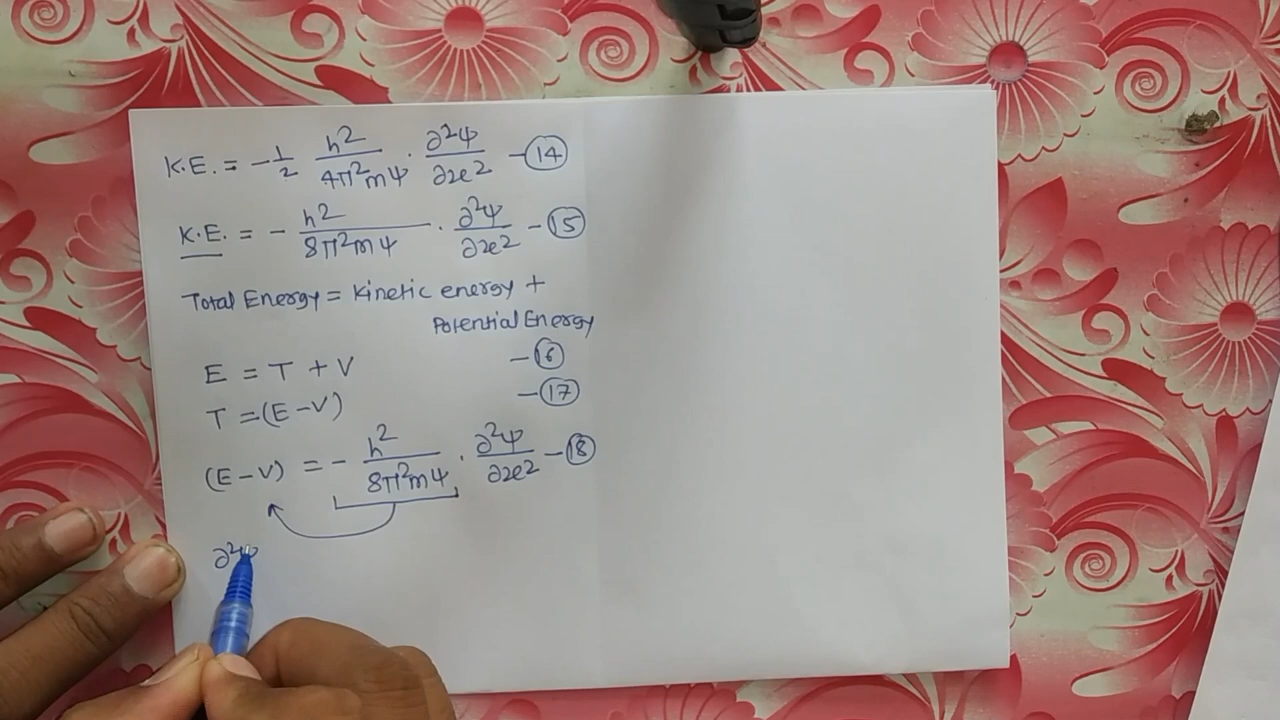 K.E. = -1/2 h²/4π²mψ · ∂²ψ/∂x² -(14)
K.E. = - h²/8π²mψ · ∂²ψ/∂x² -(15)
Total Energy = Kinetic energy +
Potential Energy
-(16)
E = T + V
-(17)
T = (E-V)
(E-V) = - h²/8π²mψ · ∂²ψ/∂x² -(18)
∂²ψ